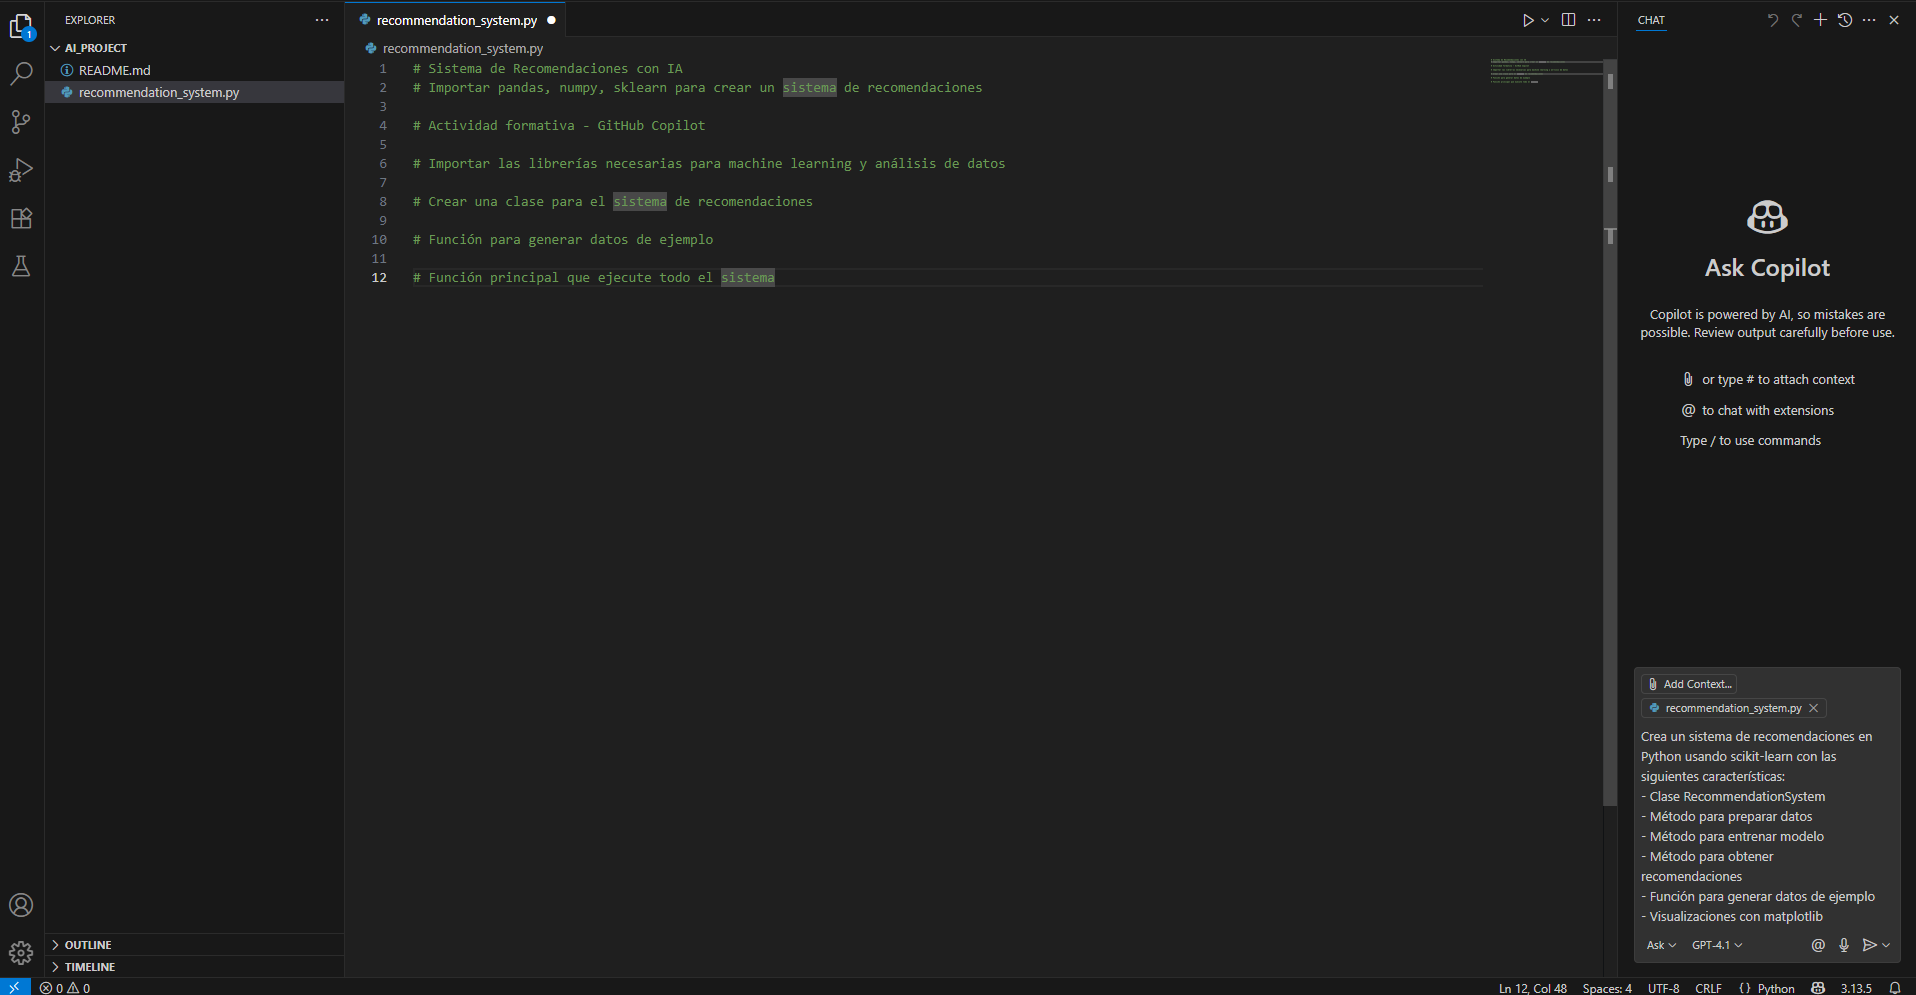 EXPLORER
1
AI_PROJECT
README.md
recommendation_system.py
OUTLINE
TIMELINE
recommendation_system.py
recommendation_system.py
1 # Sistema de Recomendaciones con IA
2 # Importar pandas, numpy, sklearn para crear un sistema de recomendaciones
3
4 # Actividad formativa - GitHub Copilot
5
6 # Importar las librerías necesarias para machine learning y análisis de datos
7
8 # Crear una clase para el sistema de recomendaciones
9
10 # Función para generar datos de ejemplo
11
12 # Función principal que ejecute todo el sistema
CHAT
Ask Copilot
Copilot is powered by AI, so mistakes are
possible. Review output carefully before use.
or type # to attach context
@ to chat with extensions
Type / to use commands
Add Context...
recommendation_system.py
Crea un sistema de recomendaciones en
Python usando scikit-learn con las
siguientes características:
- Clase RecommendationSystem
- Método para preparar datos
- Método para entrenar modelo
- Método para obtener
recomendaciones
- Función para generar datos de ejemplo
- Visualizaciones con matplotlib
Ask GPT-4.1 @
0 0 Ln 12, Col 48 Spaces: 4 UTF-8 CRLF {} Python 3.13.5